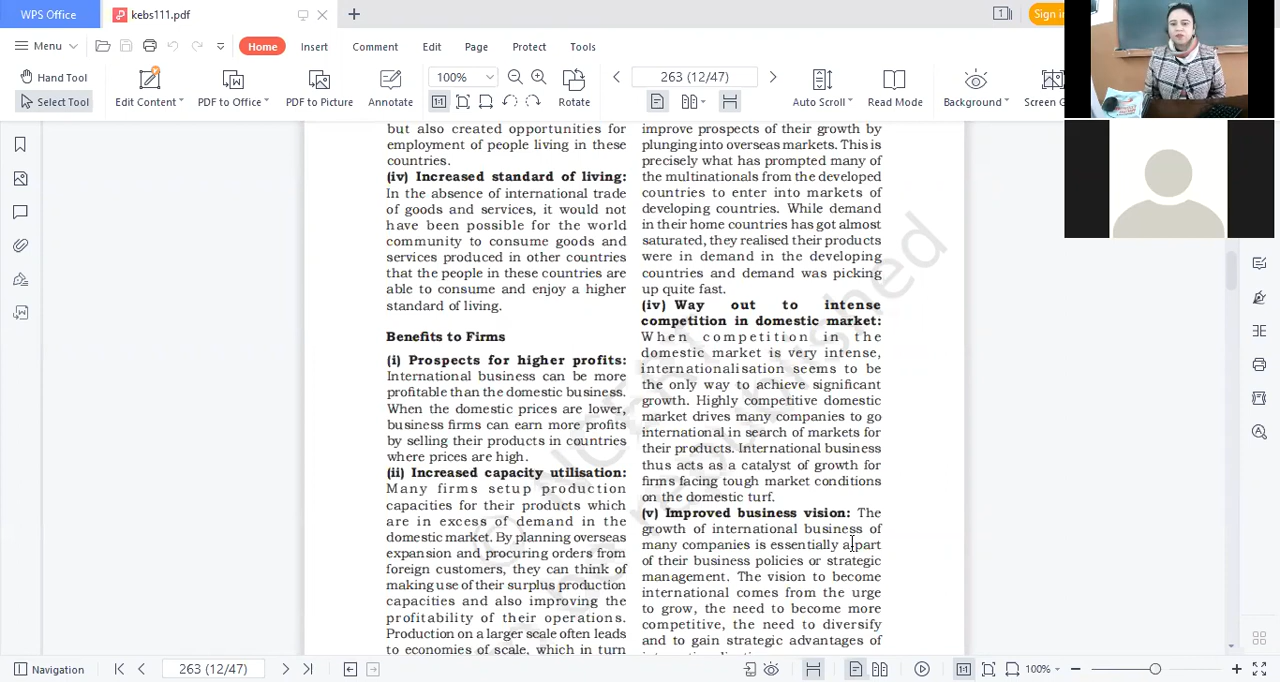 WPS Office
kebs111.pdf
1
Sign in
Menu
Home
Insert
Comment
Edit
Page
Protect
Tools
Hand Tool
Select Tool
Edit Content
PDF to Office
PDF to Picture
Annotate
100%
Rotate
263 (12/47)
Auto Scroll
Read Mode
Background
Screen G
but also created opportunities for
employment of people living in these
countries.
(iv) Increased standard of living:
In the absence of international trade
of goods and services, it would not
have been possible for the world
community to consume goods and
services produced in other countries
that the people in these countries are
able to consume and enjoy a higher
standard of living.
Benefits to Firms
(i) Prospects for higher profits:
International business can be more
profitable than the domestic business.
When the domestic prices are lower,
business firms can earn more profits
by selling their products in countries
where prices are high.
(ii) Increased capacity utilisation:
Many firms setup production
capacities for their products which
are in excess of demand in the
domestic market. By planning overseas
expansion and procuring orders from
foreign customers, they can think of
making use of their surplus production
capacities and also improving the
profitability of their operations.
Production on a larger scale often leads
to economies of scale, which in turn
improve prospects of their growth by
plunging into overseas markets. This is
precisely what has prompted many of
the multinationals from the developed
countries to enter into markets of
developing countries. While demand
in their home countries has got almost
saturated, they realised their products
were in demand in the developing
countries and demand was picking
up quite fast.
(iv) Way out to intense
competition in domestic market:
When competition in the
domestic market is very intense,
internationalisation seems to be
the only way to achieve significant
growth. Highly competitive domestic
market drives many companies to go
international in search of markets for
their products. International business
thus acts as a catalyst of growth for
firms facing tough market conditions
on the domestic turf.
(v) Improved business vision: The
growth of international business of
many companies is essentially a part
of their business policies or strategic
management. The vision to become
international comes from the urge
to grow, the need to become more
competitive, the need to diversify
and to gain strategic advantages of
© NCERT
be republished
Navigation
263 (12/47)
100%